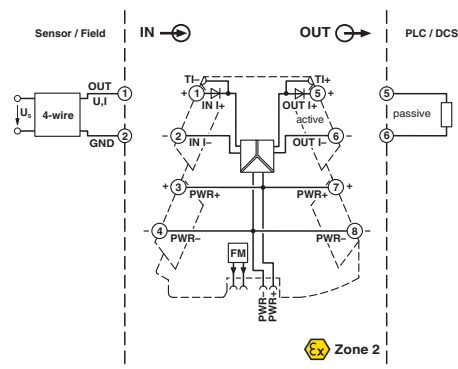 Sensor / Field
IN
OUT
PLC / DCS
OUT
U,I
1
4-wire
Us
2
GND
TI–
+ 1
IN I+
– 2
IN I–
+ 3
PWR+
– 4
PWR–
TI+
5 +
OUT I+
active
6 –
OUT I–
7 +
PWR+
8 –
PWR–
5
passive
6
FM
PWR–
PWR+
Ex Zone 2